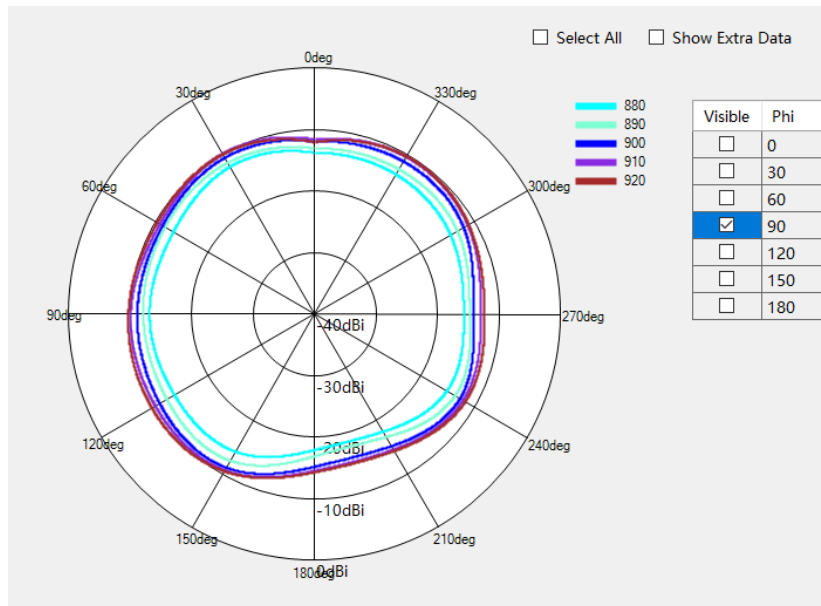 Select All
Show Extra Data
0deg
30deg
330deg
60deg
300deg
90deg
270deg
120deg
240deg
150deg
210deg
180deg
-40dBi
-30dBi
-20dBi
-10dBi
0dBi
880
890
900
910
920
Visible Phi
0
30
60
90
120
150
180